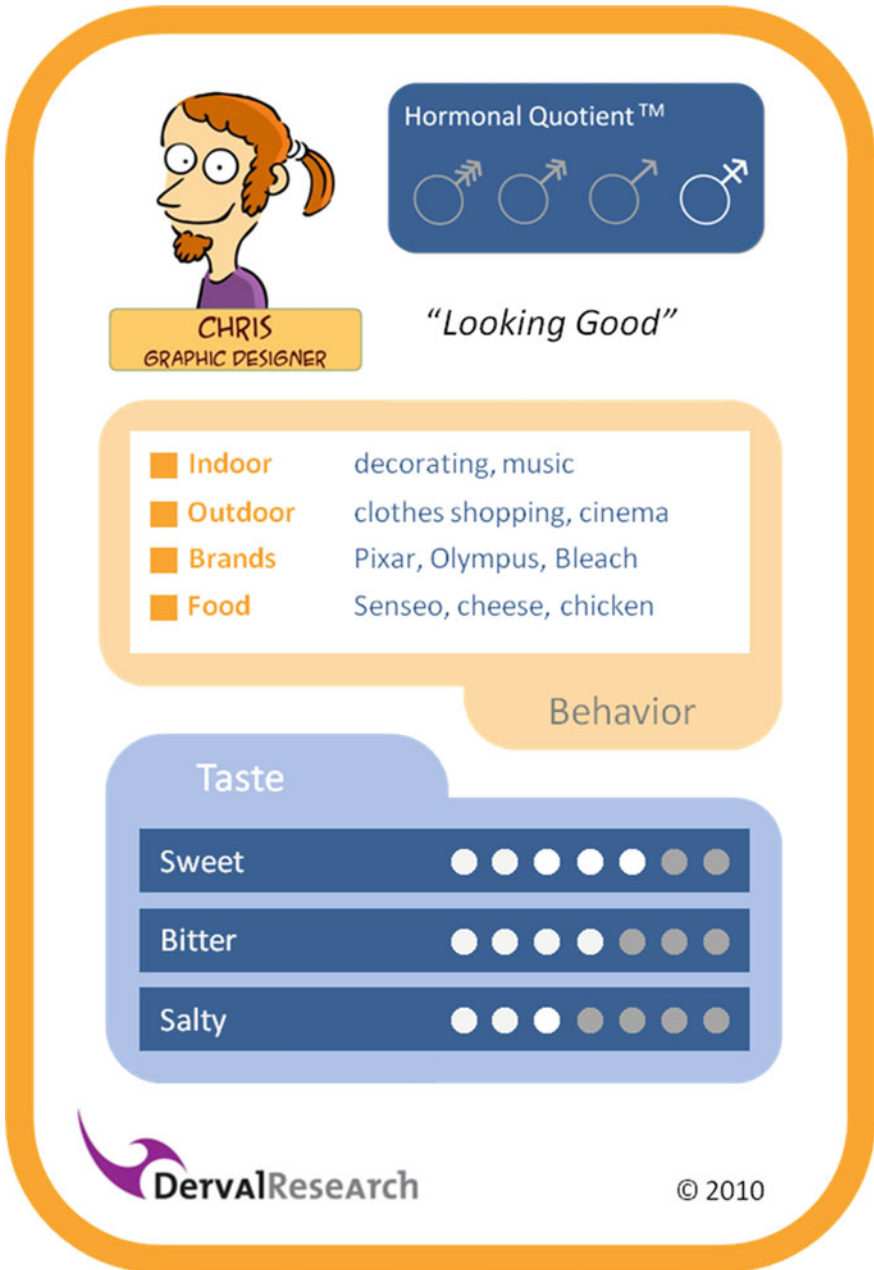 Hormonal Quotient™
CHRIS
GRAPHIC DESIGNER
“Looking Good”
Indoor decorating, music
Outdoor clothes shopping, cinema
Brands Pixar, Olympus, Bleach
Food Senseo, cheese, chicken
Behavior
Taste
Sweet
Bitter
Salty
DervalResearch
© 2010